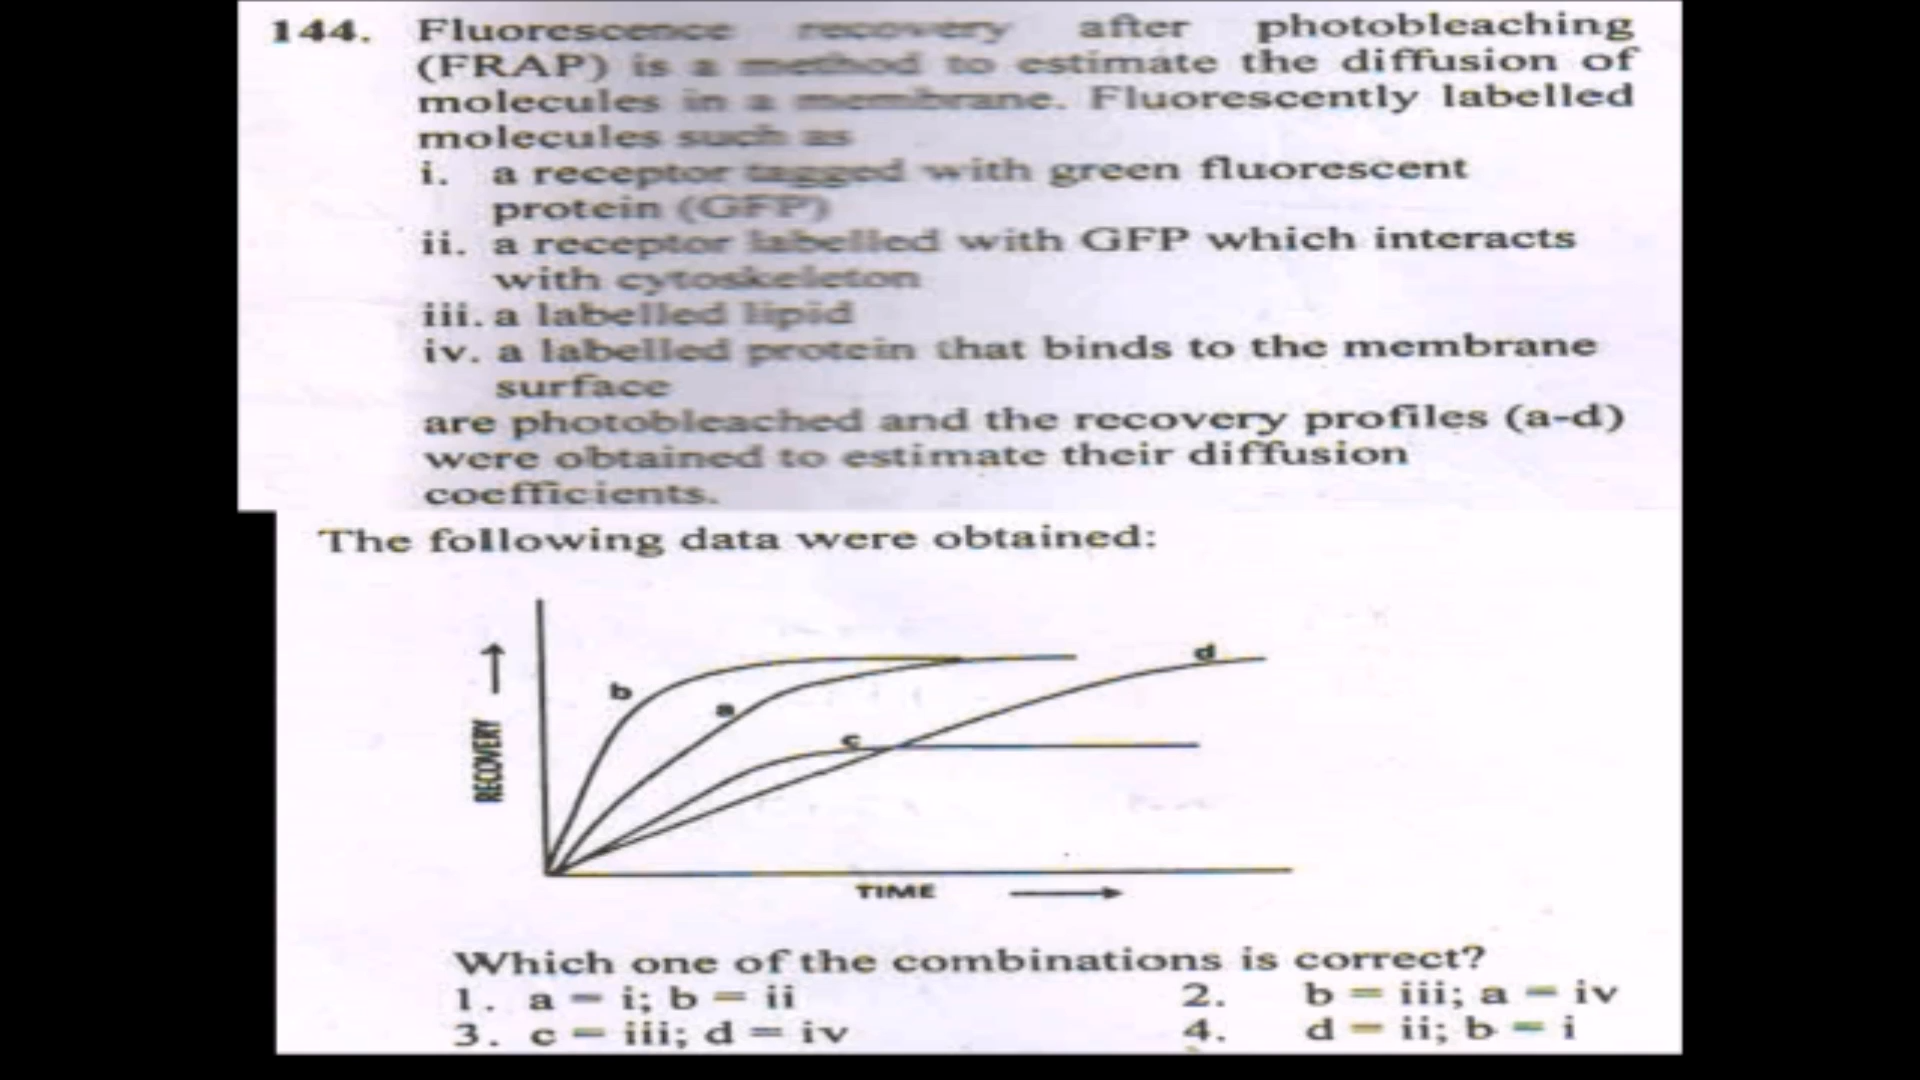 144. Fluorescence recovery after photobleaching
(FRAP) is a method to estimate the diffusion of
molecules in a membrane. Fluorescently labelled
molecules such as
i. a receptor tagged with green fluorescent
protein (GFP)
ii. a receptor labelled with GFP which interacts
with cytoskeleton
iii. a labelled lipid
iv. a labelled protein that binds to the membrane
surface
are photobleached and the recovery profiles (a-d)
were obtained to estimate their diffusion
coefficients.
The following data were obtained:
b
a
c
d
RECOVERY
TIME
Which one of the combinations is correct?
1. a = i; b = ii 2. b = iii; a = iv
3. c = iii; d = iv 4. d = ii; b = i